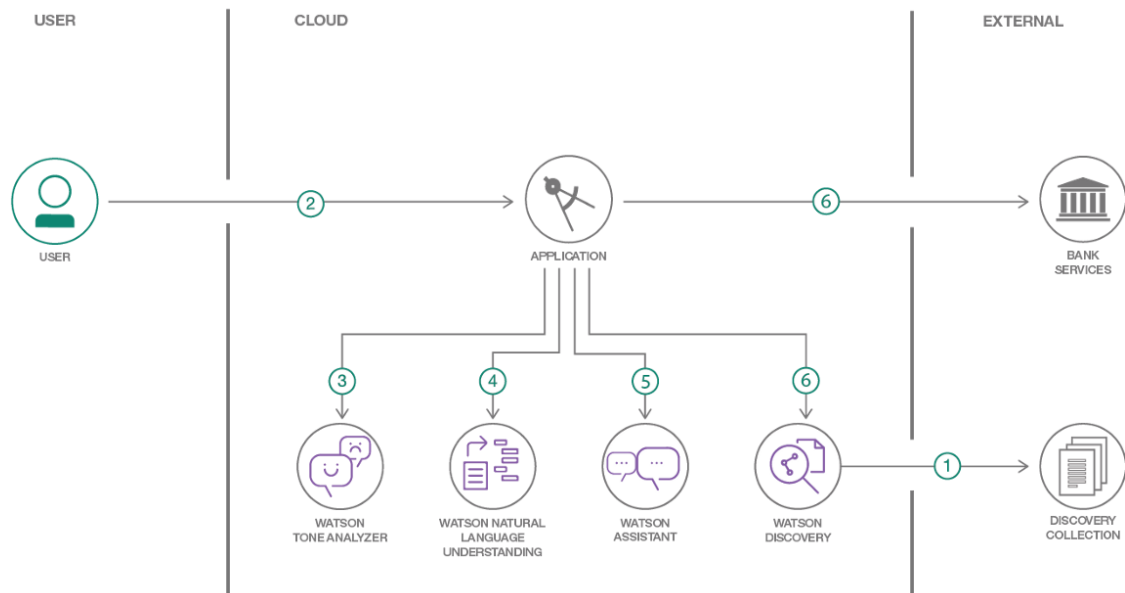 USER
CLOUD
EXTERNAL
2
6
USER
APPLICATION
BANK
SERVICES
3
4
5
6
1
WATSON
TONE ANALYZER
WATSON NATURAL
LANGUAGE
UNDERSTANDING
WATSON
ASSISTANT
WATSON
DISCOVERY
DISCOVERY
COLLECTION